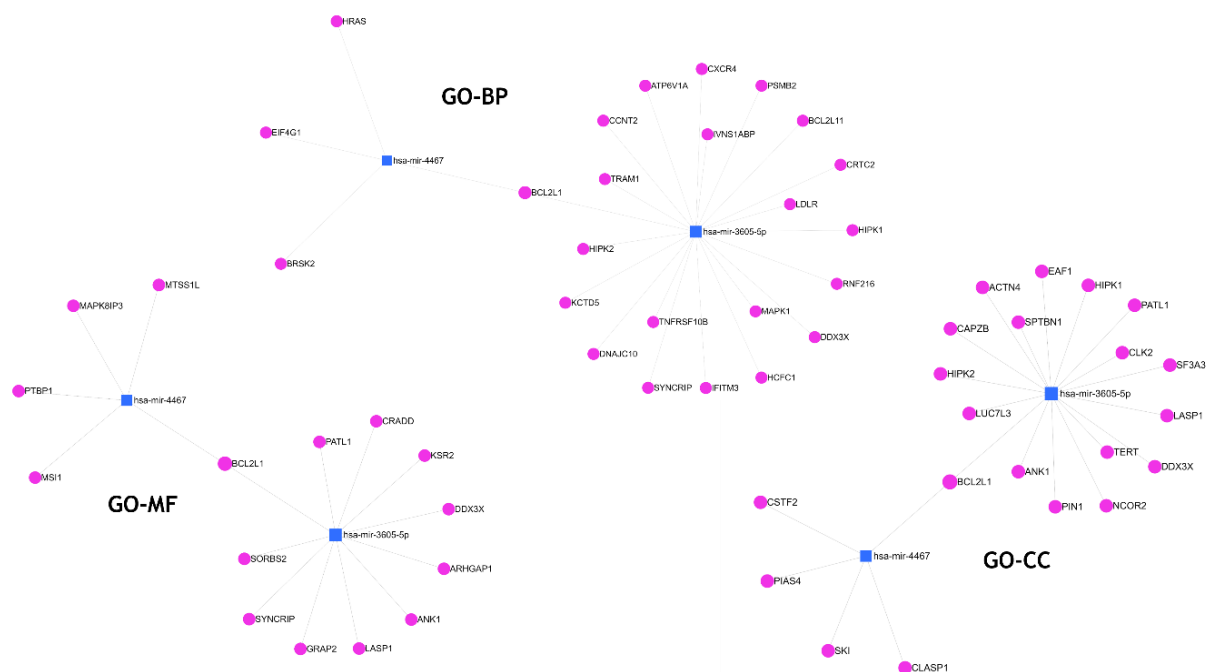 HRAS
GO-BP
CXCR4
ATP6V1A
PSMB2
CCNT2
BCL2L11
IVNS1ABP
EIF4G1
hsa-mir-4467
CRTC2
TRAM1
BCL2L1
LDLR
hsa-mir-3605-5p
HIPK1
HIPK2
BRSK2
RNF216
KCTD5
MAPK1
TNFRSF10B
DDX3X
DNAJC10
HCFC1
SYNCRIP
IFITM3
MTSS1L
MAPK8IP3
PTBP1
hsa-mir-4467
CRADD
PATL1
KSR2
BCL2L1
MSI1
GO-MF
DDX3X
hsa-mir-3605-5p
SORBS2
ARHGAP1
SYNCRIP
ANK1
GRAP2
LASP1
EAF1
ACTN4
HIPK1
PATL1
CAPZB
SPTBN1
CLK2
SF3A3
HIPK2
hsa-mir-3605-5p
LUC7L3
LASP1
TERT
DDX3X
ANK1
BCL2L1
PIN1
NCOR2
CSTF2
hsa-mir-4467
GO-CC
PIAS4
SKI
CLASP1